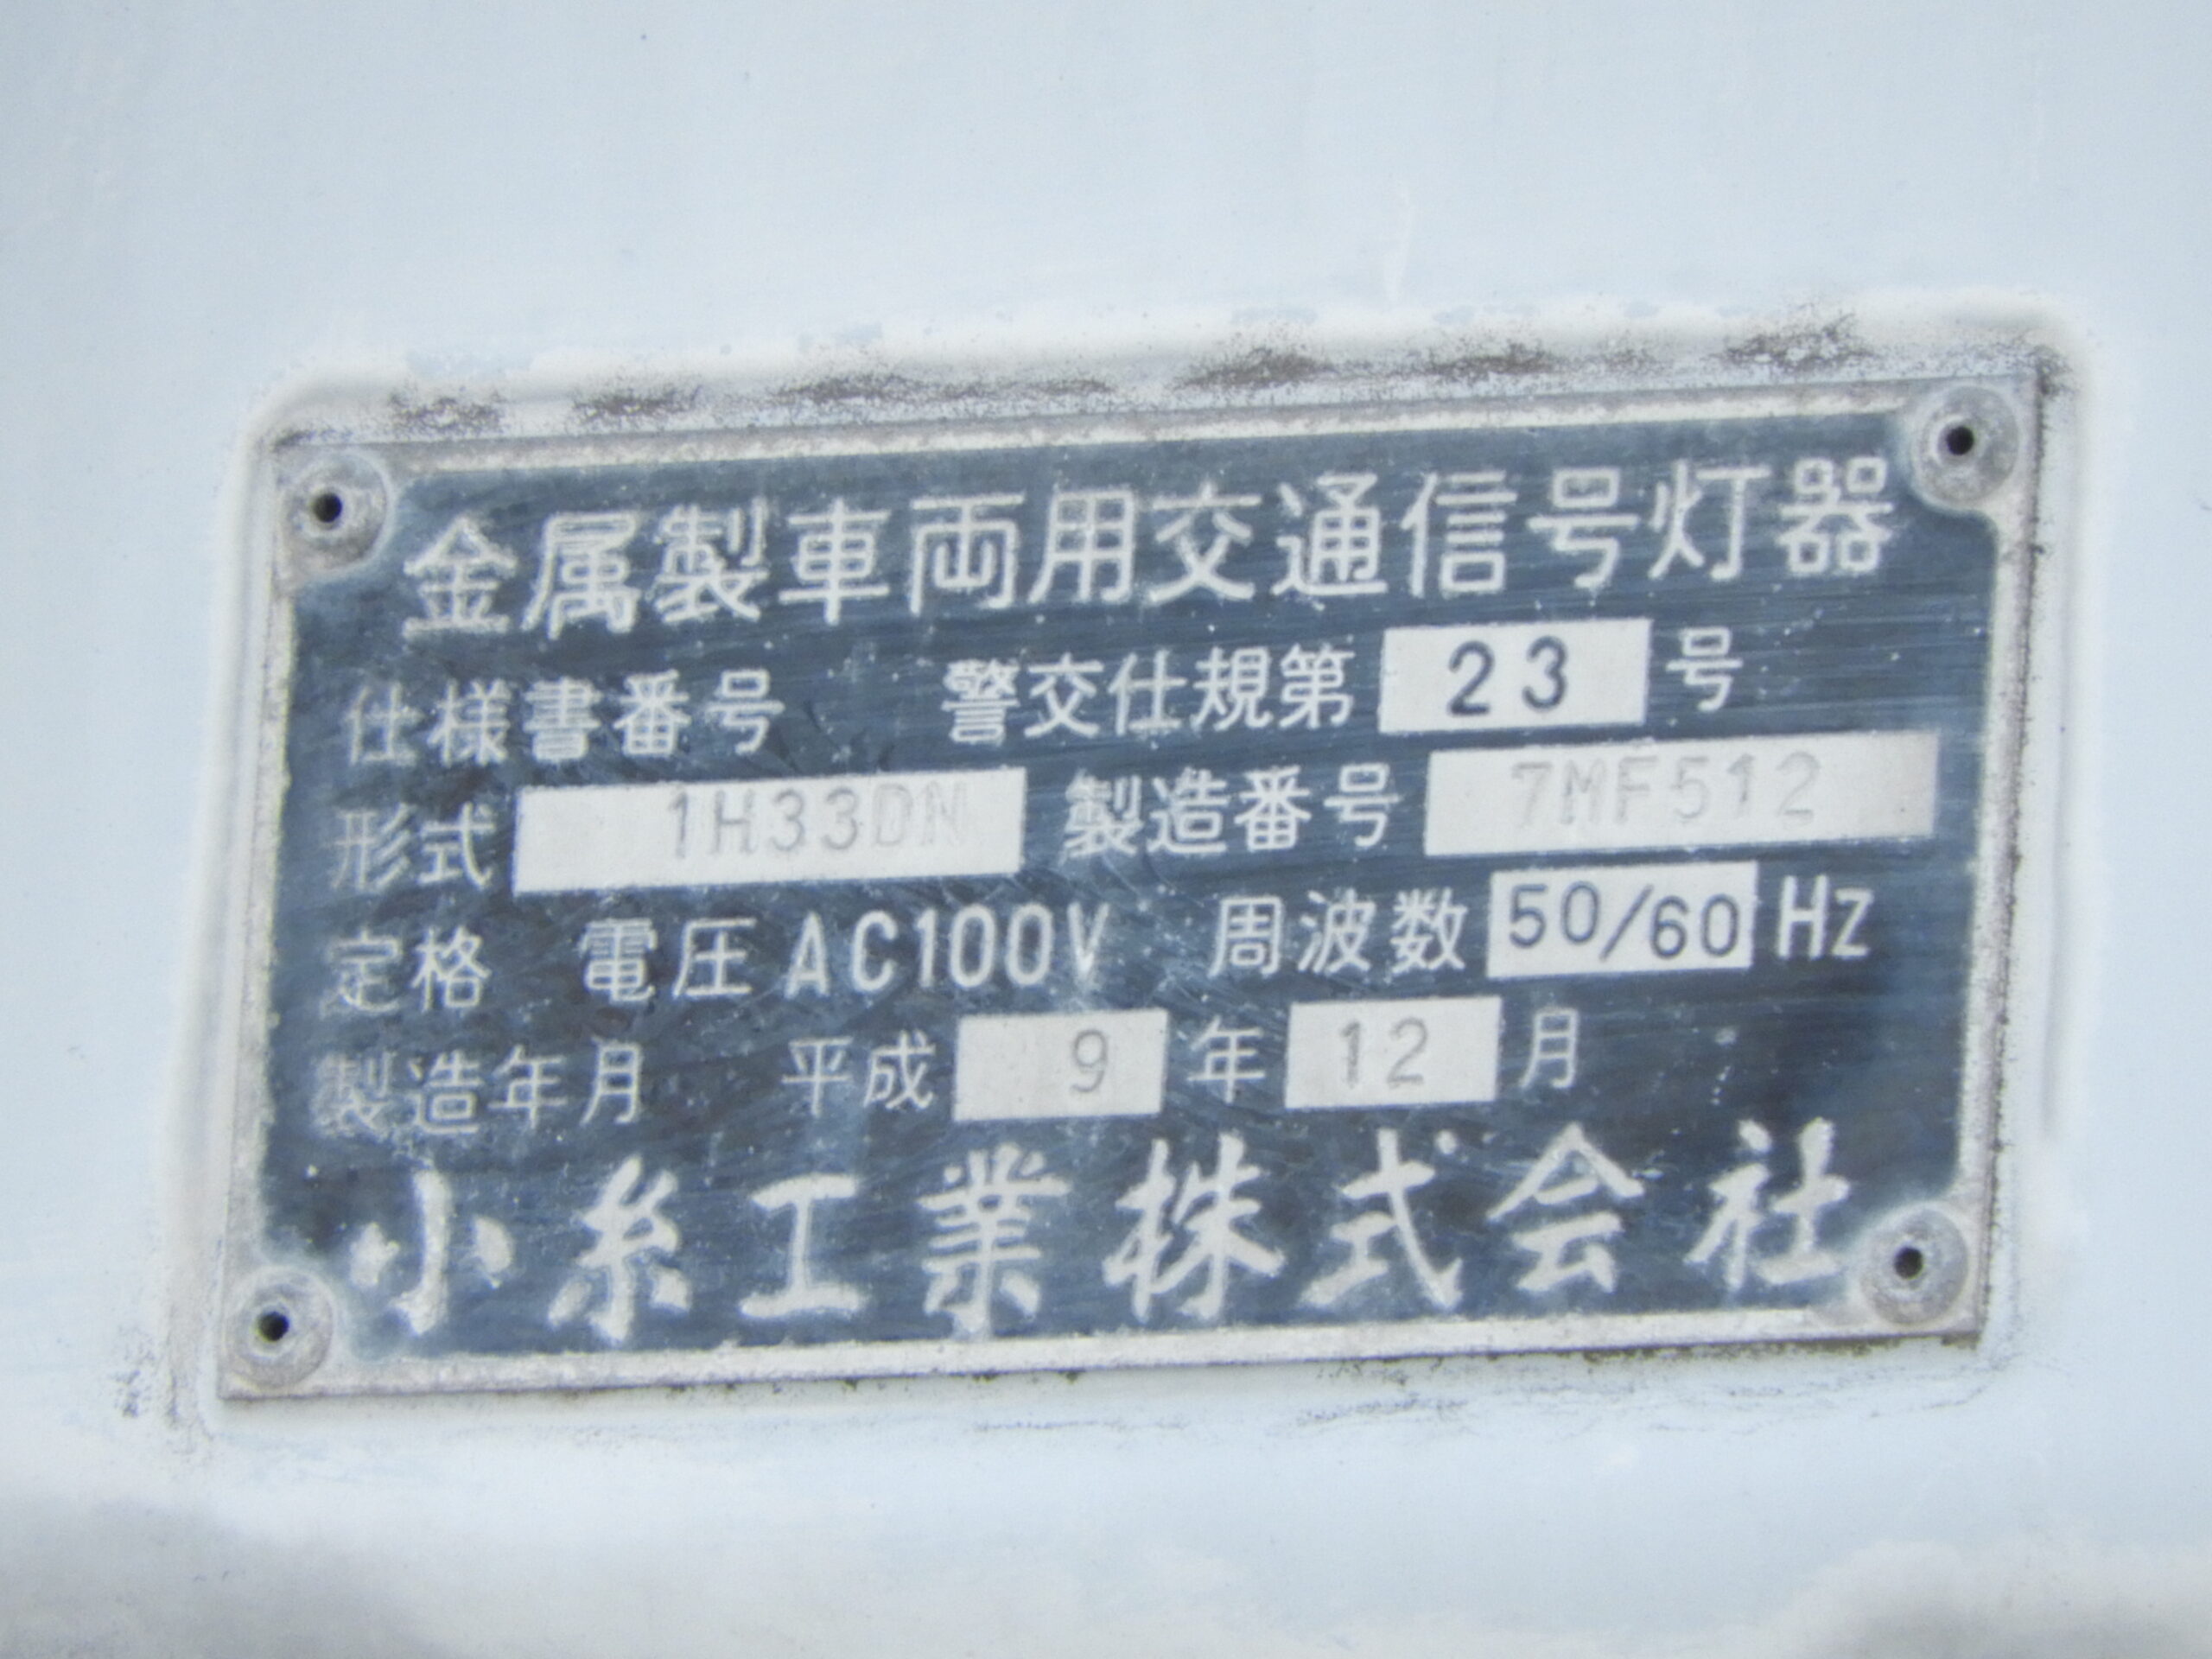 金属製車両用交通信号灯器
仕様書番号 警交仕規第 23 号
形式 1H33DN 製造番号 7MF512
定格 電圧 AC100V 周波数 50/60 Hz
製造年月 平成 9 年 12 月
小糸工業株式会社